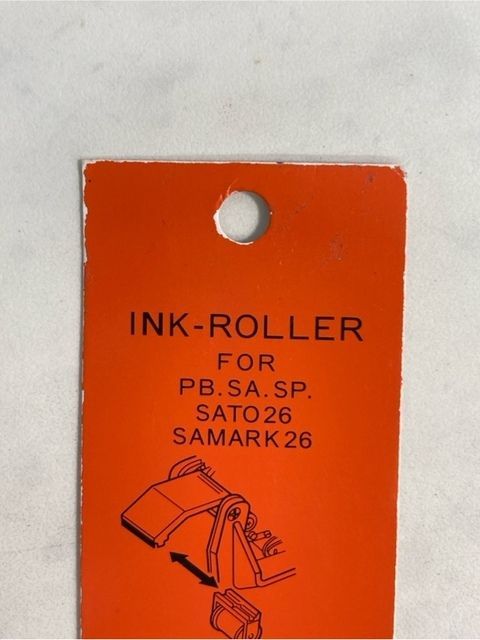 INK-ROLLER
FOR
PB.SA.SP.
SATO26
SAMARK26